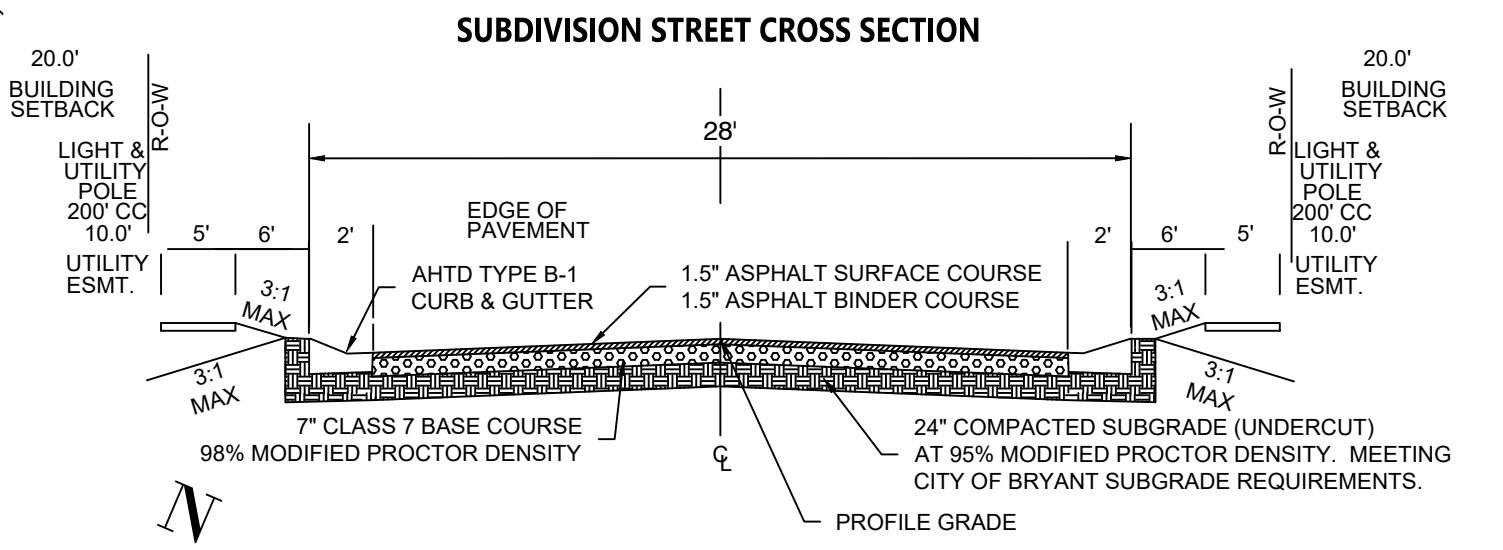 SUBDIVISION STREET CROSS SECTION
20.0'
BUILDING
SETBACK
R-O-W
LIGHT &
UTILITY
POLE
200' CC
10.0'
UTILITY
ESMT.
5'
6'
2'
28'
EDGE OF
PAVEMENT
AHTD TYPE B-1
CURB & GUTTER
1.5" ASPHALT SURFACE COURSE
1.5" ASPHALT BINDER COURSE
2'
6'
5'
20.0'
BUILDING
SETBACK
R-O-W
LIGHT &
UTILITY
POLE
200' CC
10.0'
UTILITY
ESMT.
3:1
MAX
3:1
MAX
3:1
MAX
3:1
MAX
7" CLASS 7 BASE COURSE
98% MODIFIED PROCTOR DENSITY
CL
24" COMPACTED SUBGRADE (UNDERCUT)
AT 95% MODIFIED PROCTOR DENSITY. MEETING
CITY OF BRYANT SUBGRADE REQUIREMENTS.
PROFILE GRADE
N